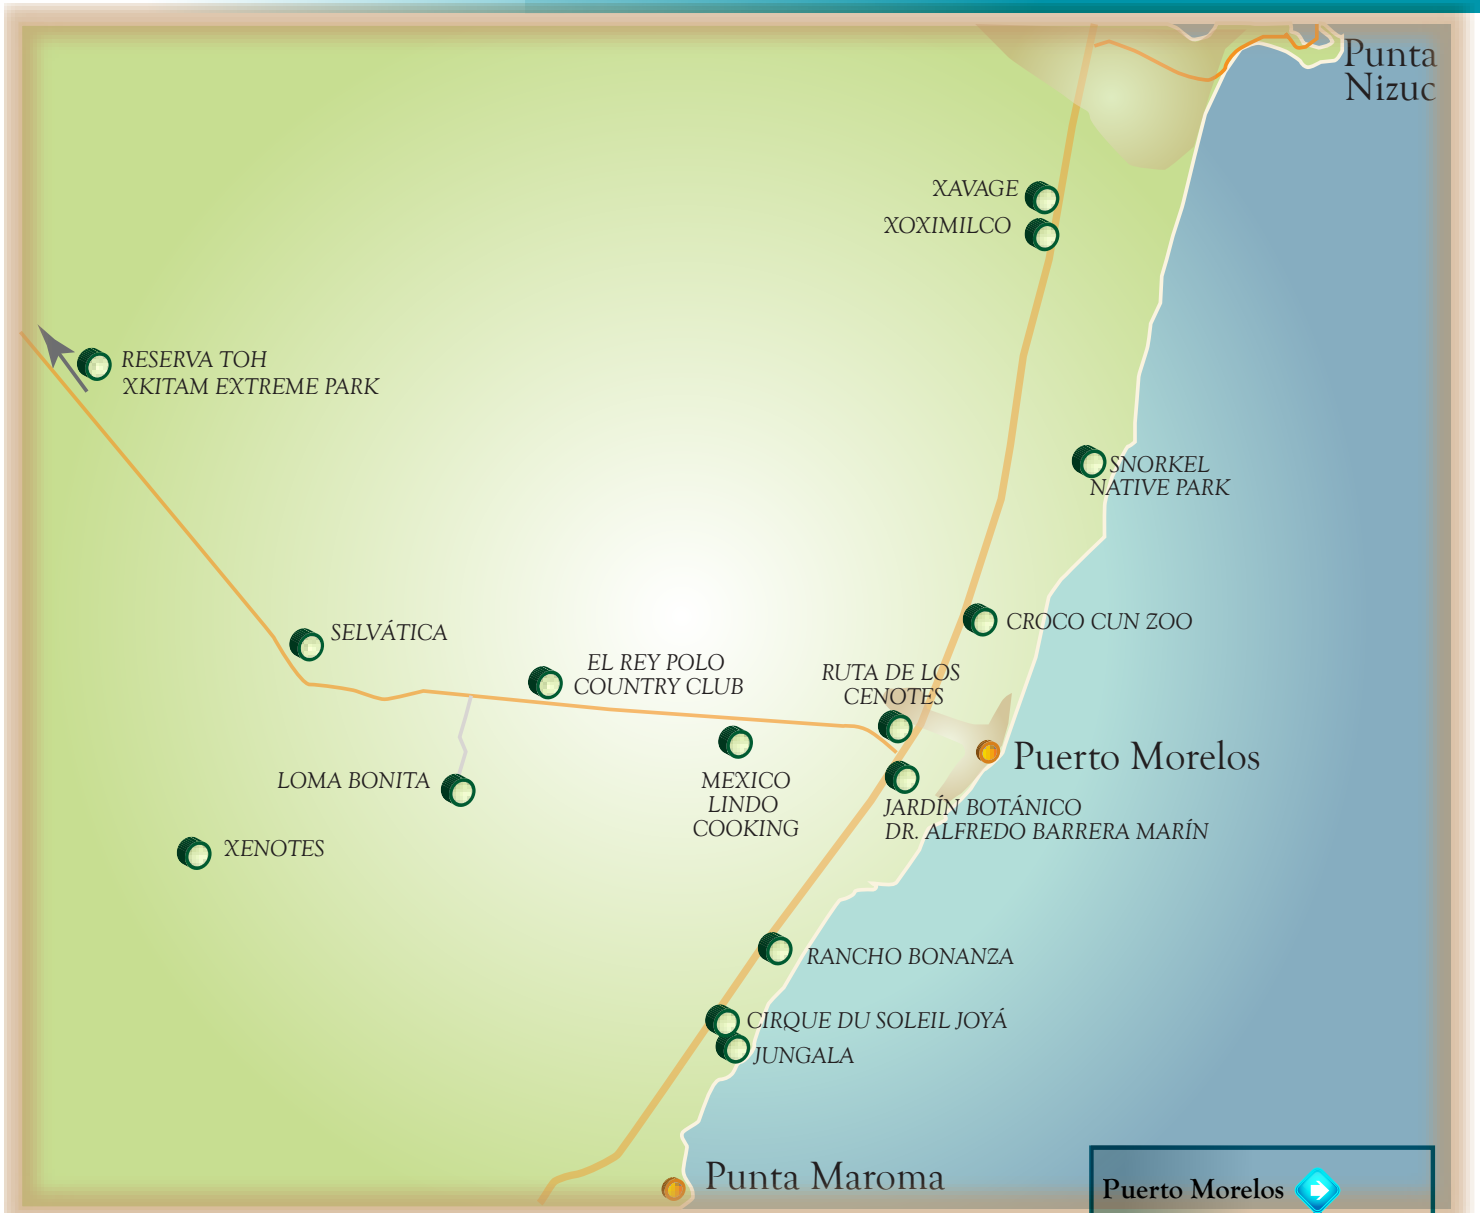 Punta
Nizuc
XAVAGE
XOXIMILCO
RESERVA TOH
XKITAM EXTREME PARK
SNORKEL
NATIVE PARK
CROCO CUN ZOO
SELVÁTICA
EL REY POLO
COUNTRY CLUB
RUTA DE LOS
CENOTES
Puerto Morelos
LOMA BONITA
MEXICO
LINDO
COOKING
JARDÍN BOTÁNICO
DR. ALFREDO BARRERA MARÍN
XENOTES
RANCHO BONANZA
CIRQUE DU SOLEIL JOYÁ
JUNGALA
Punta Maroma
Puerto Morelos